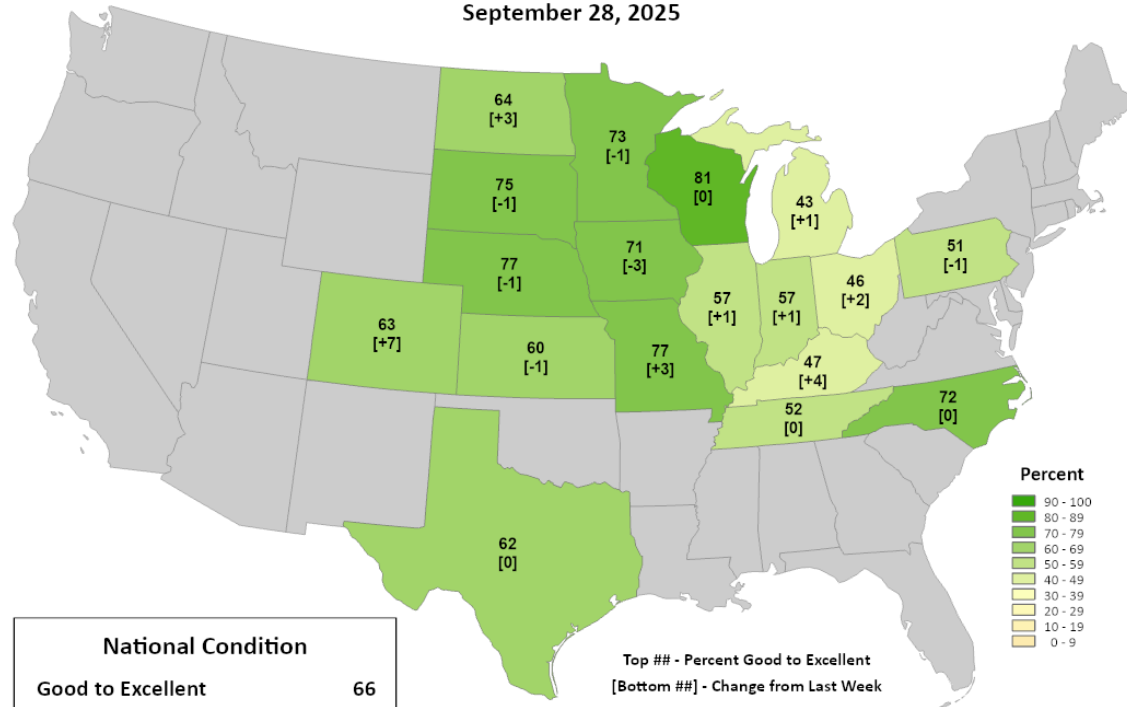 September 28, 2025
64
[+3]
73
[-1]
81
[0]
75
[-1]
43
[+1]
71
[-3]
51
[-1]
77
[-1]
46
[+2]
57
[+1]
57
[+1]
63
[+7]
60
[-1]
77
[+3]
47
[+4]
72
[0]
52
[0]
62
[0]
Percent
90 - 100
80 - 89
70 - 79
60 - 69
50 - 59
40 - 49
30 - 39
20 - 29
10 - 19
0 - 9
National Condition
Good to Excellent 66
Top ## - Percent Good to Excellent
[Bottom ##] - Change from Last Week